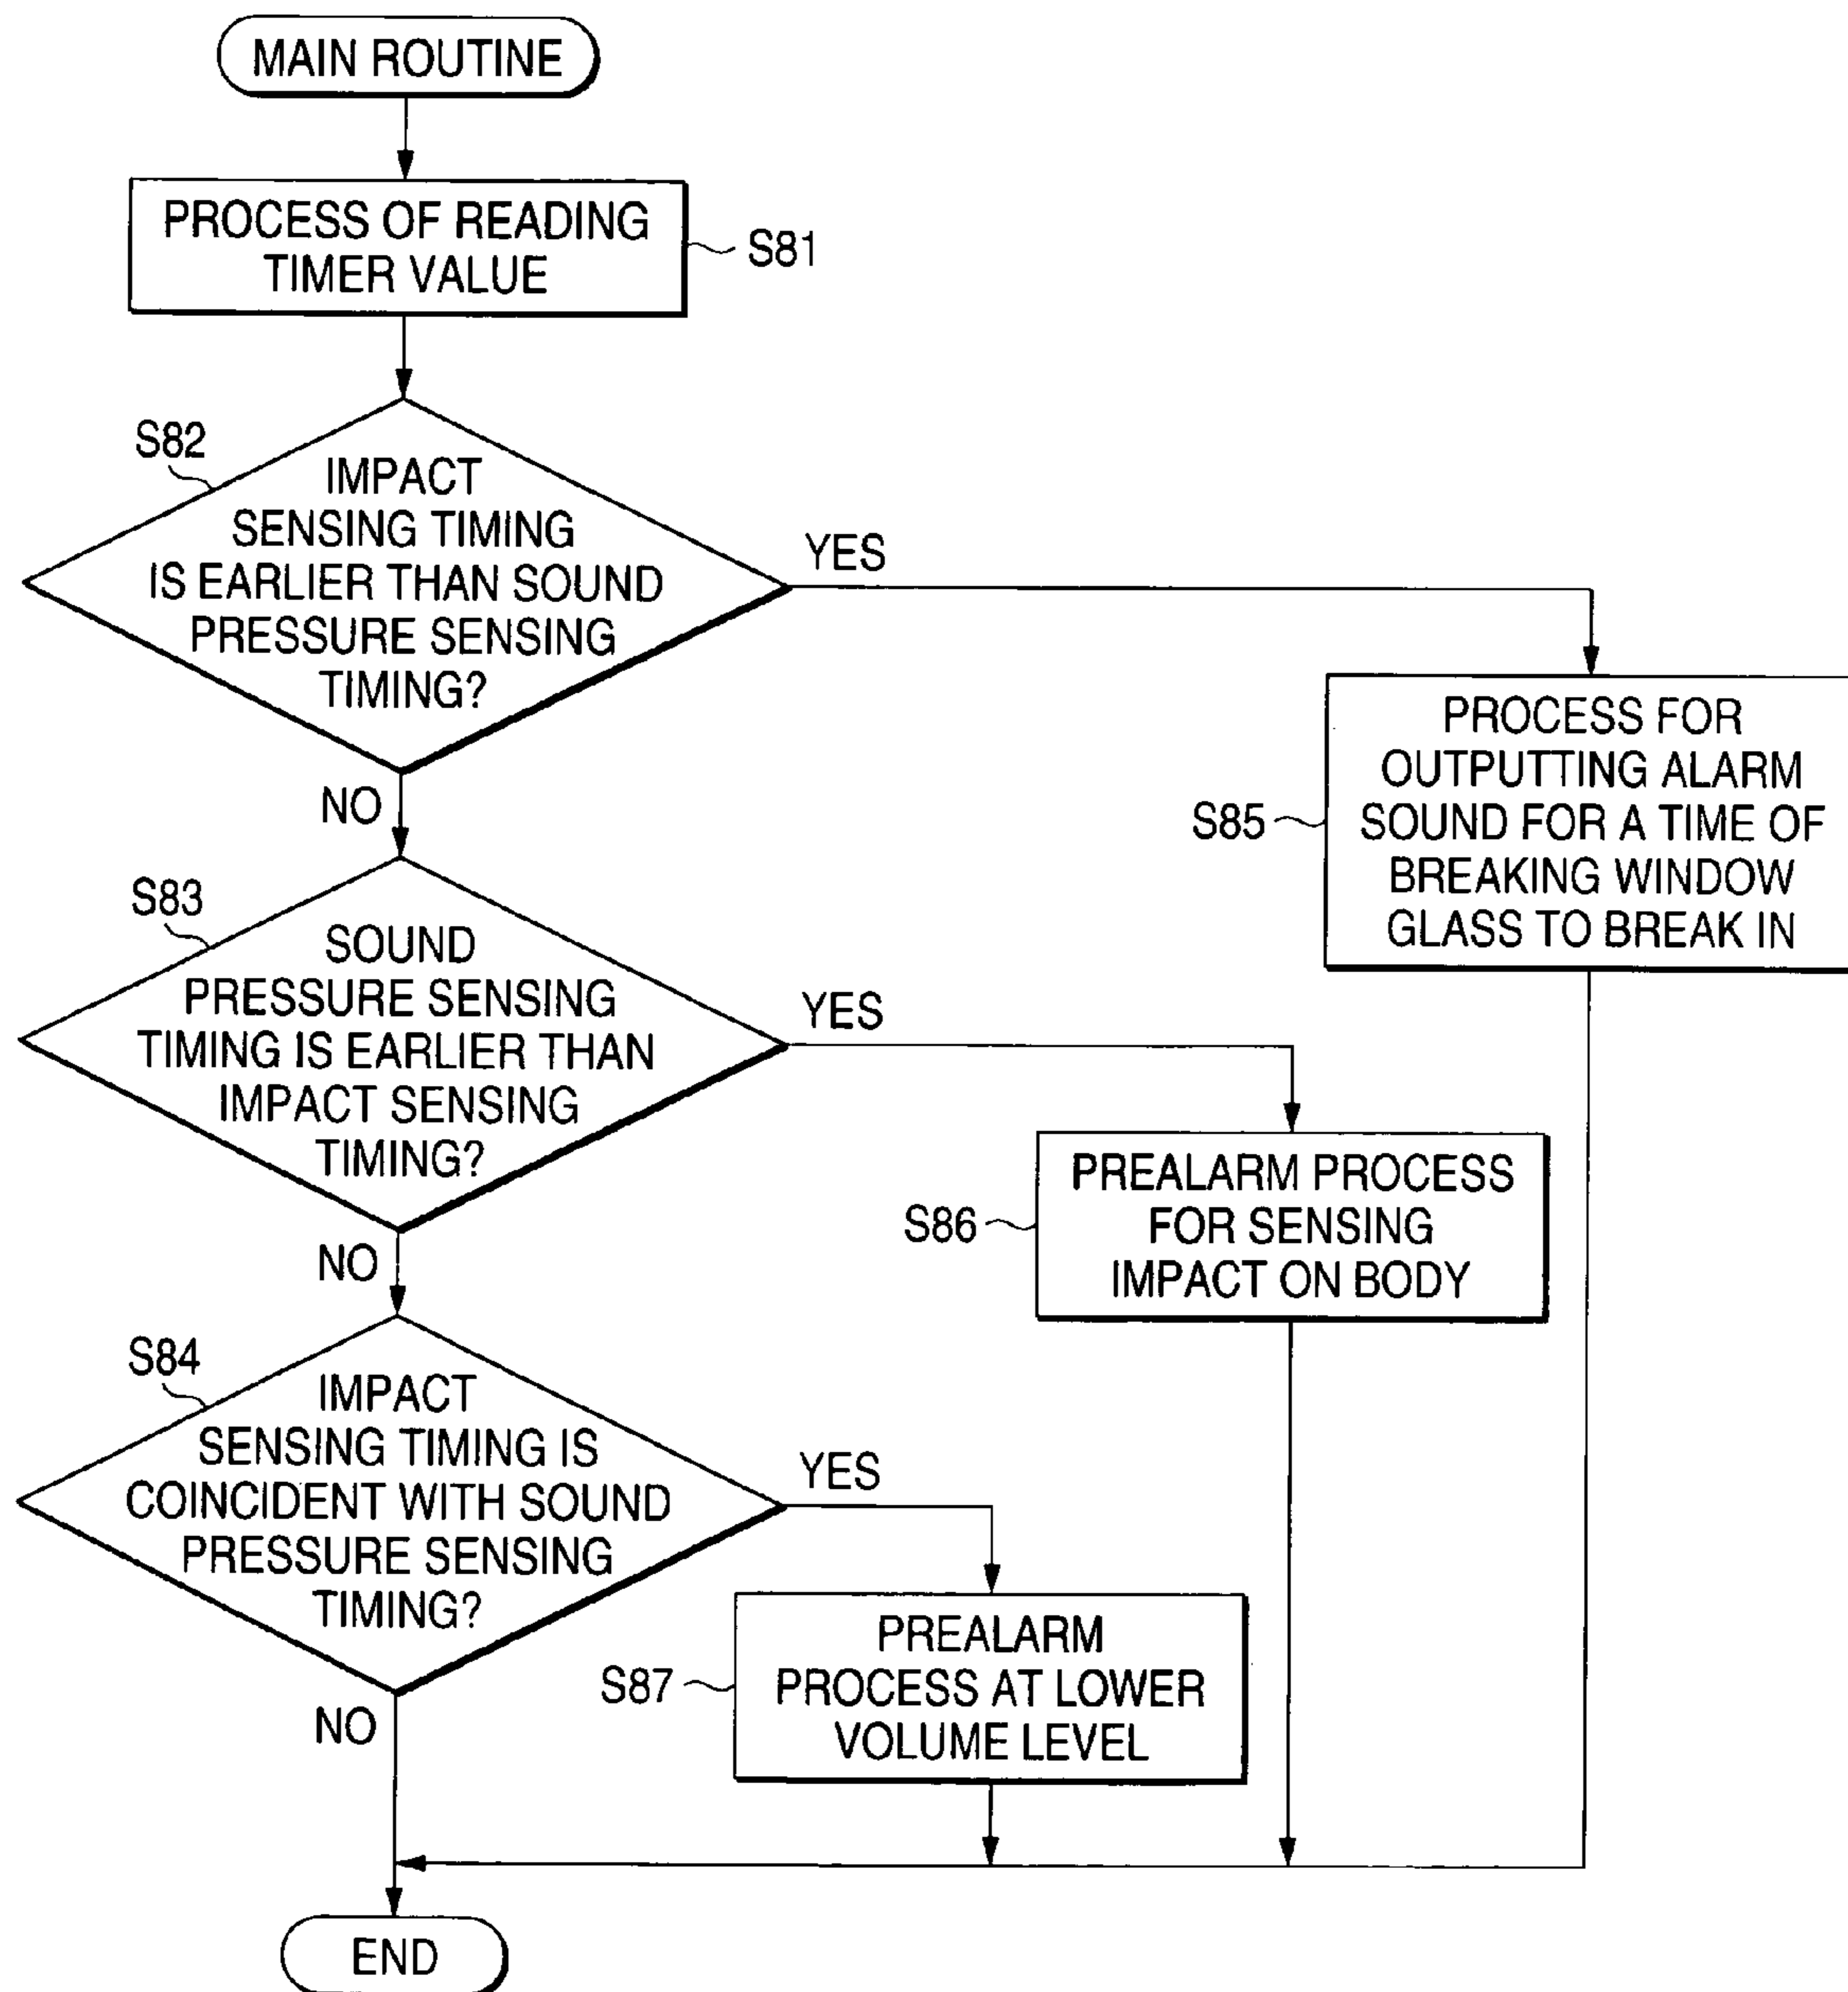 MAIN ROUTINE
PROCESS OF READING
TIMER VALUE
S81
S82
IMPACT
SENSING TIMING
IS EARLIER THAN SOUND
PRESSURE SENSING
TIMING?
YES
NO
S85
PROCESS FOR
OUTPUTTING ALARM
SOUND FOR A TIME OF
BREAKING WINDOW
GLASS TO BREAK IN
S83
SOUND
PRESSURE SENSING
TIMING IS EARLIER THAN
IMPACT SENSING
TIMING?
YES
NO
S86
PREALARM PROCESS
FOR SENSING
IMPACT ON BODY
S84
IMPACT
SENSING TIMING IS
COINCIDENT WITH SOUND
PRESSURE SENSING
TIMING?
YES
NO
S87
PREALARM
PROCESS AT LOWER
VOLUME LEVEL
END